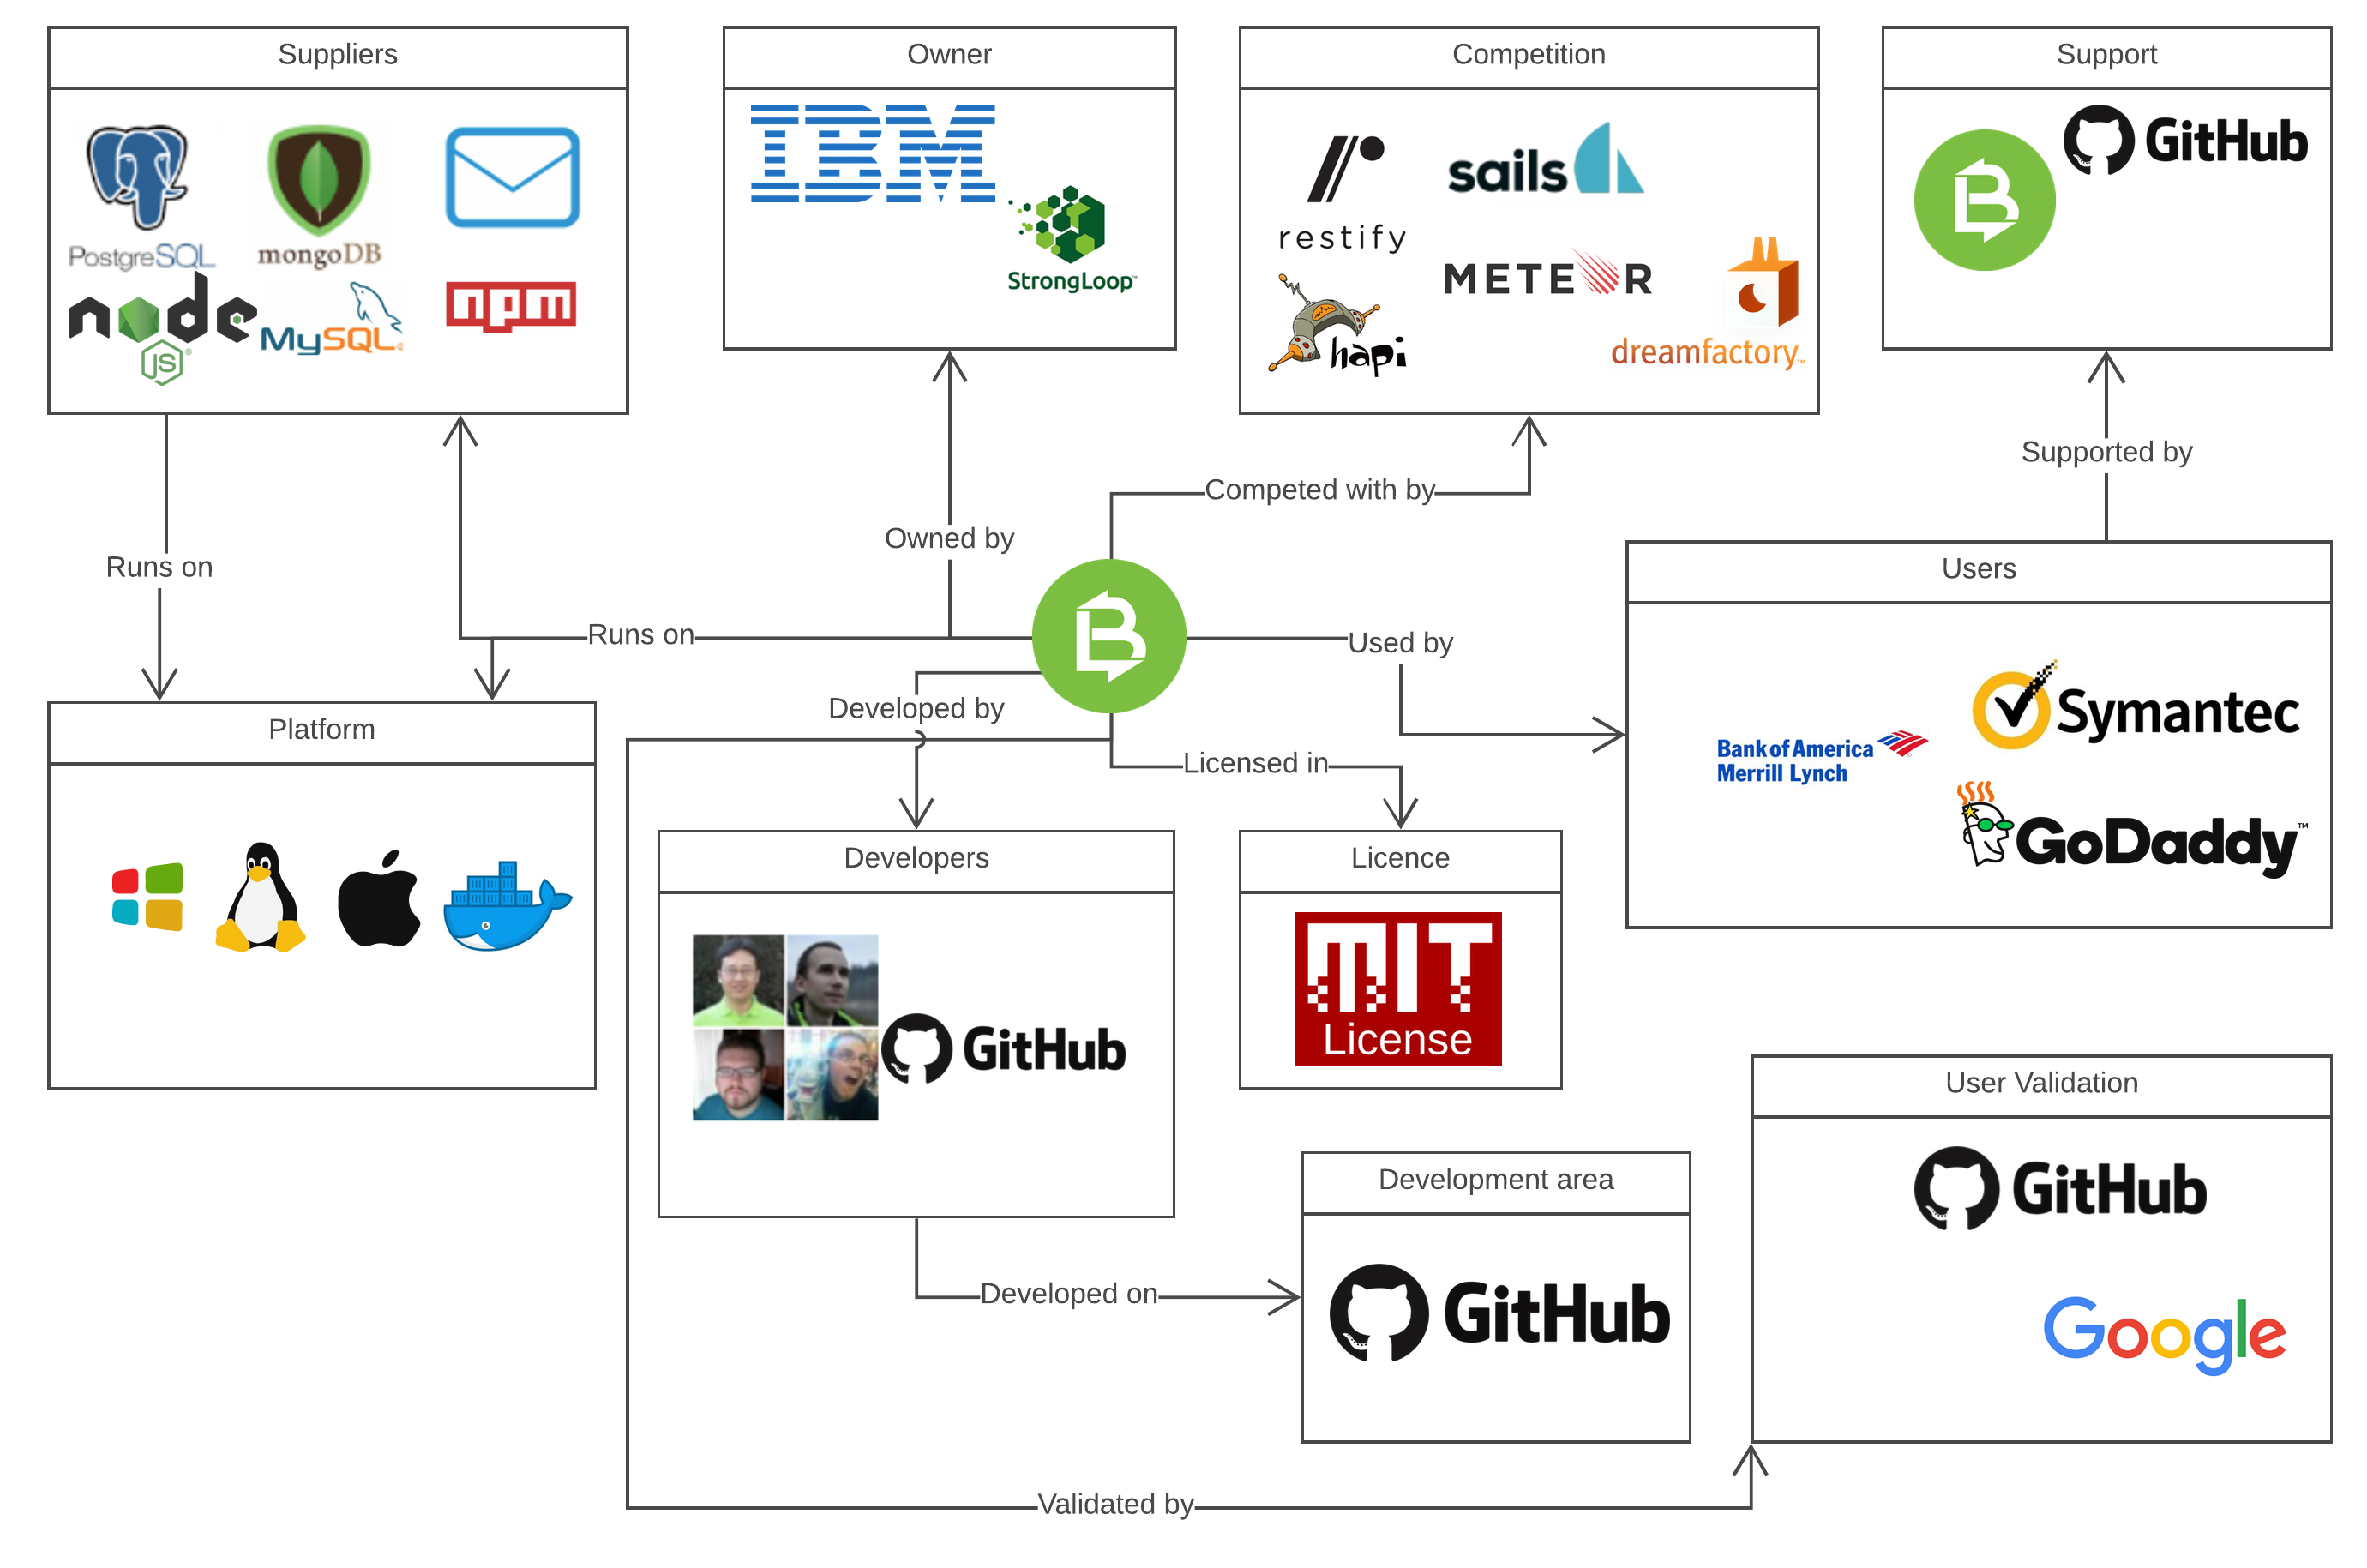 Suppliers
PostgreSQL
mongoDB
node
JS
MySQL
npm
Owner
IBM
StrongLoop™
Competition
restify
sails
METEOR
hapi
dreamfactory™
Support
GitHub
Supported by
Competed with by
Owned by
Runs on
Runs on
Used by
Developed by
Licensed in
Users
Symantec
Bank of America
Merrill Lynch
GoDaddy™
Platform
Developers
GitHub
Licence
MIT
License
User Validation
GitHub
Google
Development area
GitHub
Developed on
Validated by